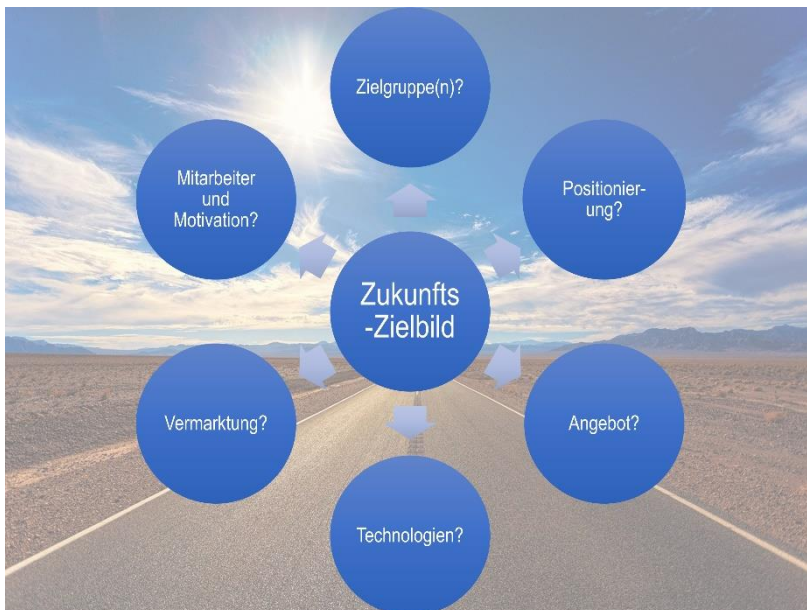 Zielgruppe(n)?
Mitarbeiter
und
Motivation?
Positionier-
ung?
Zukunfts
-Zielbild
Vermarktung?
Angebot?
Technologien?